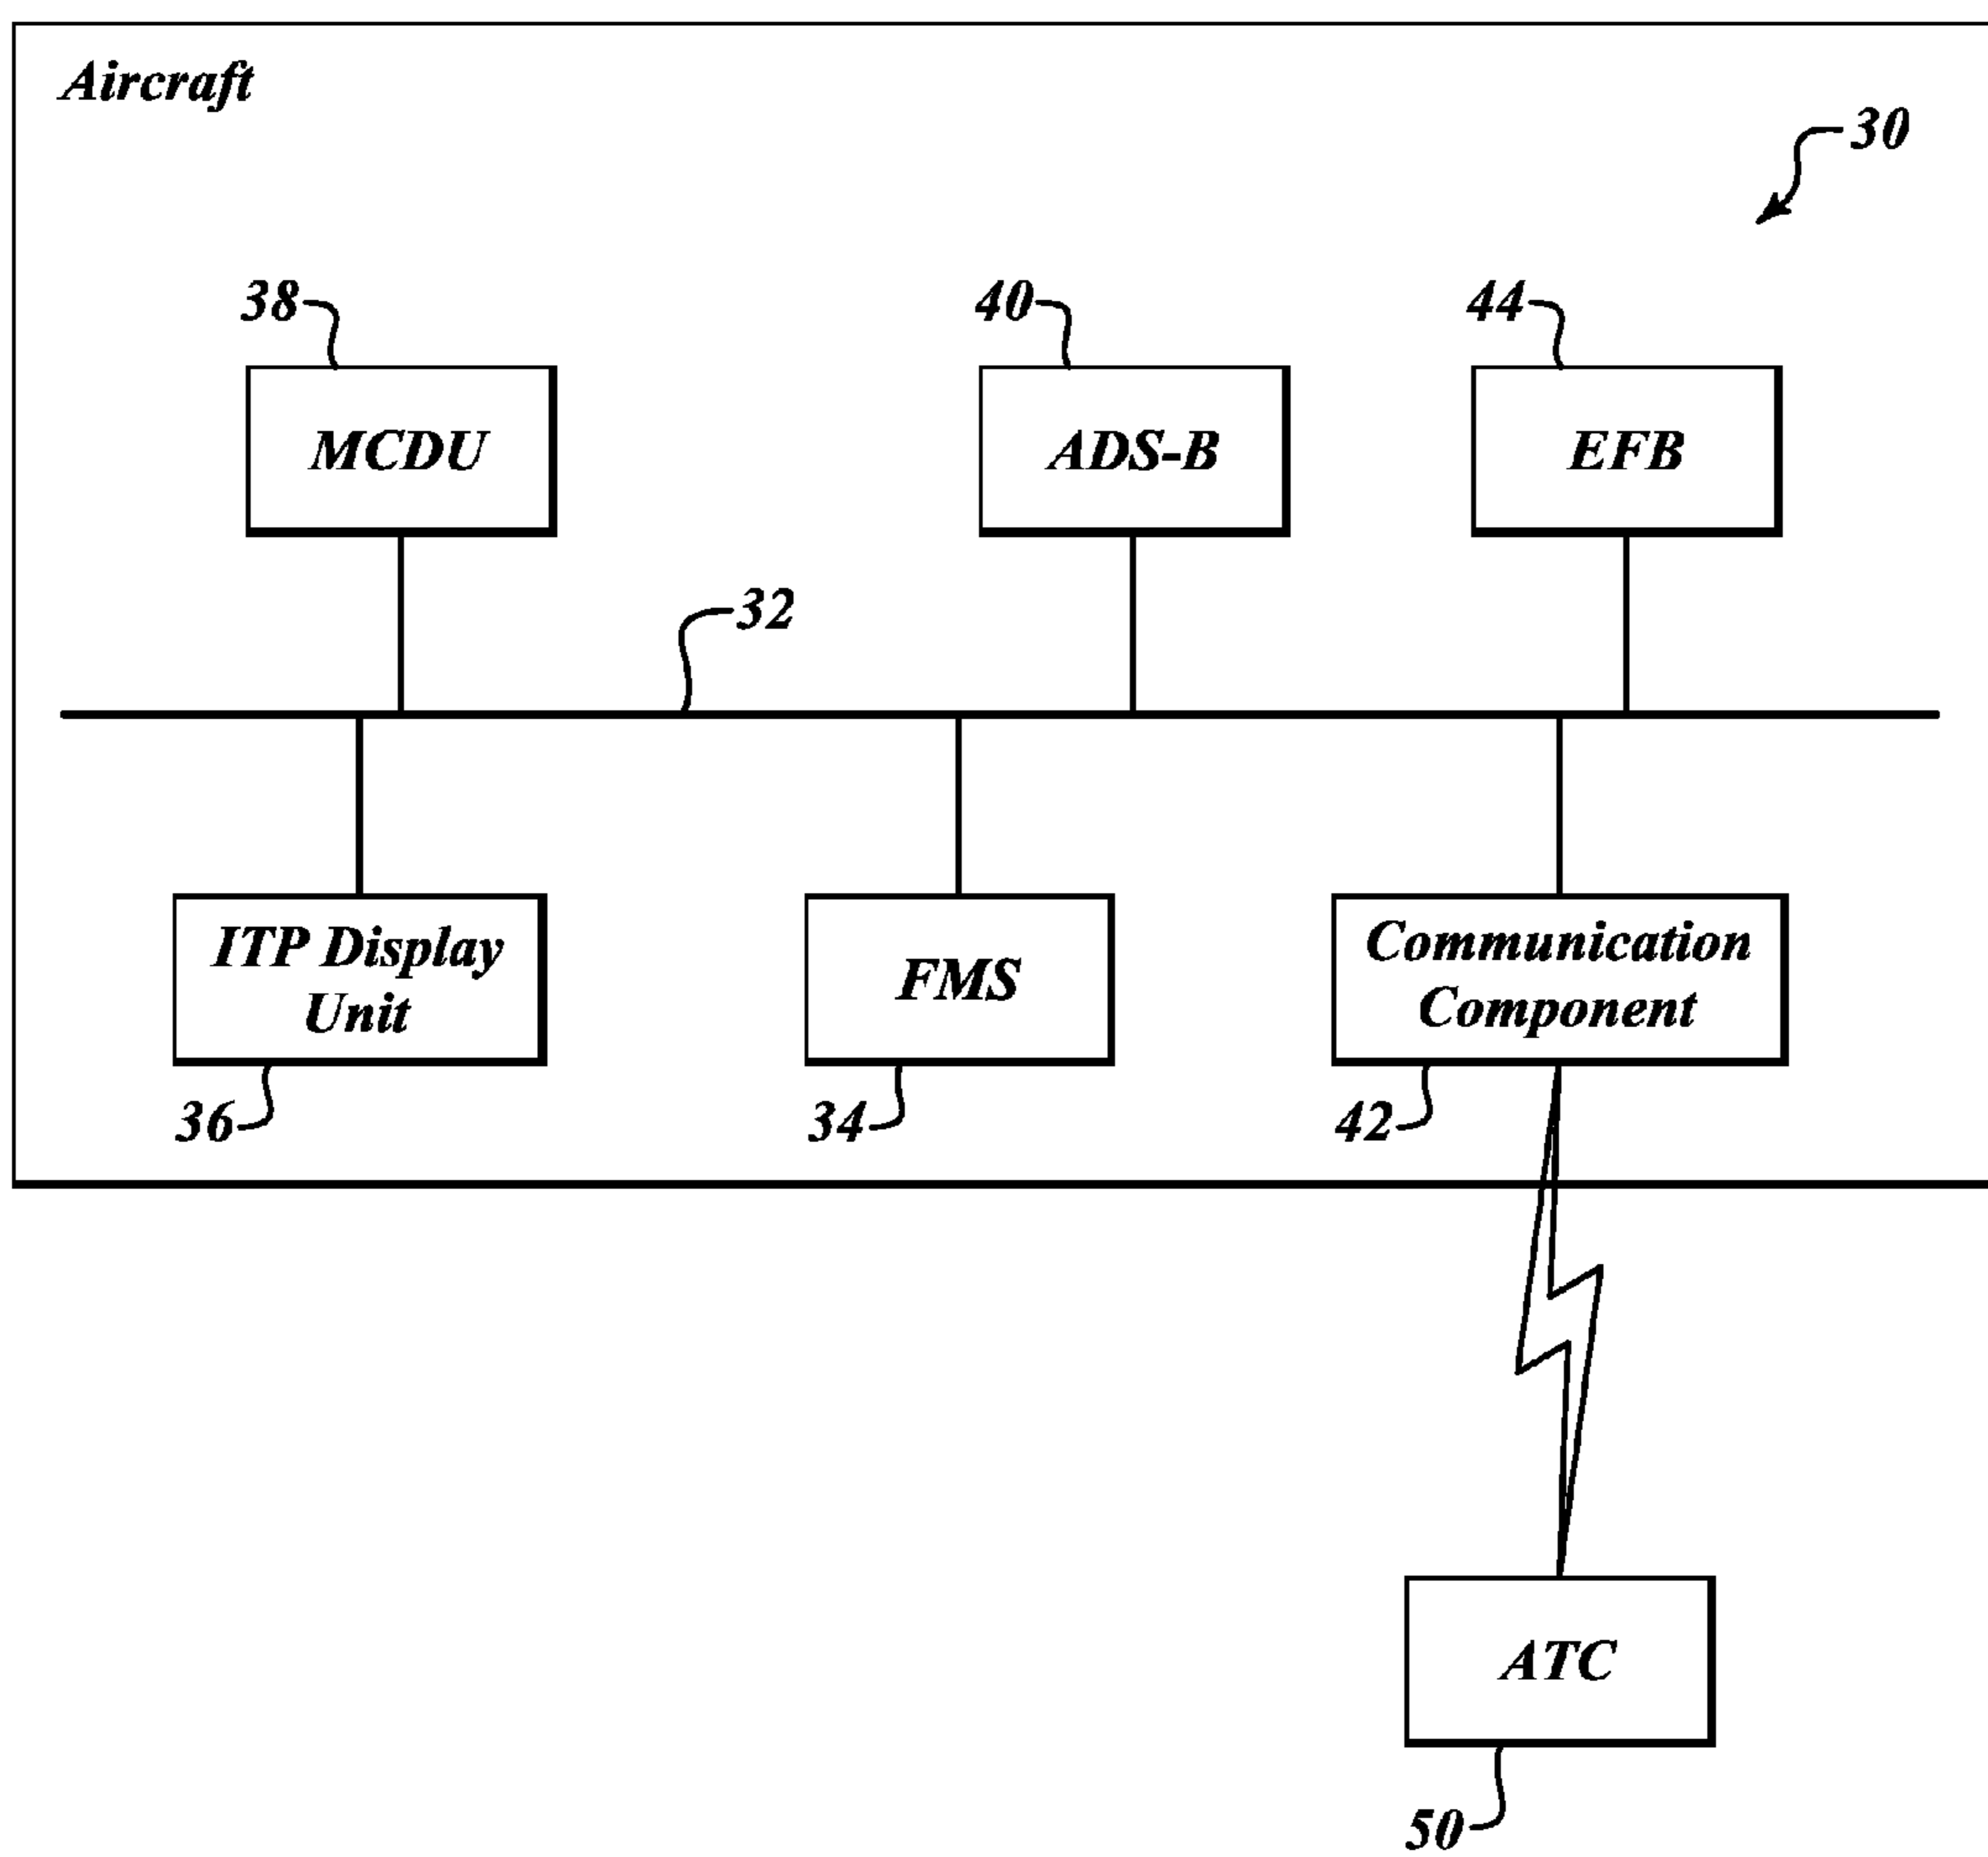 Aircraft
30
38
40
44
MCDU
ADS-B
EFB
32
ITP Display
Unit
FMS
Communication
Component
36
34
42
ATC
50